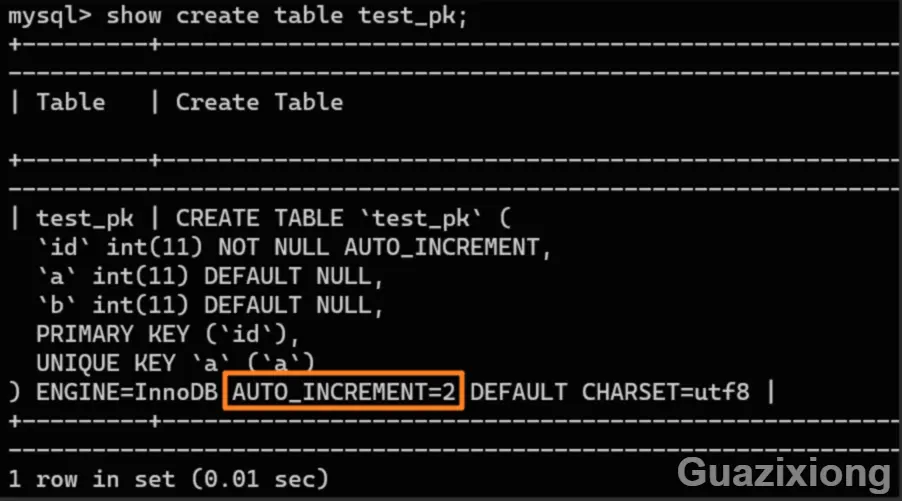 mysql> show create table test_pk;
+---------+--------------------------------------------------
-----------------------------------------------------------------
| Table   | Create Table
+---------+--------------------------------------------------
-----------------------------------------------------------------
| test_pk | CREATE TABLE `test_pk` (
  `id` int(11) NOT NULL AUTO_INCREMENT,
  `a` int(11) DEFAULT NULL,
  `b` int(11) DEFAULT NULL,
  PRIMARY KEY (`id`),
  UNIQUE KEY `a` (`a`)
) ENGINE=InnoDB AUTO_INCREMENT=2 DEFAULT CHARSET=utf8 |
+---------+--------------------------------------------------
-----------------------------------------------------------------
1 row in set (0.01 sec)
Guazixiong